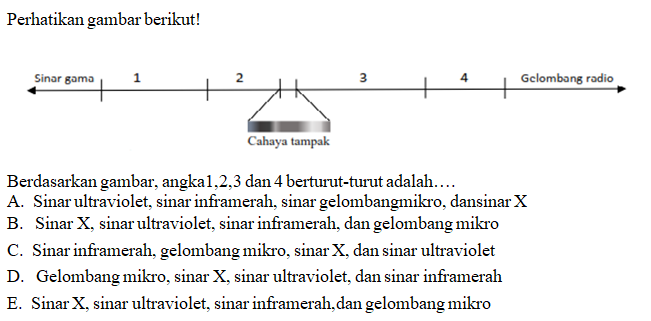 Perhatikan gambar berikut!
Sinar gama 1 2 3 4 Gelombang radio
Cahaya tampak
Berdasarkan gambar, angka1,2,3 dan 4 berturut-turut adalah….
A. Sinar ultraviolet, sinar inframerah, sinar gelombangmikro, dansinar X
B. Sinar X, sinar ultraviolet, sinar inframerah, dan gelombang mikro
C. Sinar inframerah, gelombang mikro, sinar X, dan sinar ultraviolet
D. Gelombang mikro, sinar X, sinar ultraviolet, dan sinar inframerah
E. Sinar X, sinar ultraviolet, sinar inframerah,dan gelombang mikro